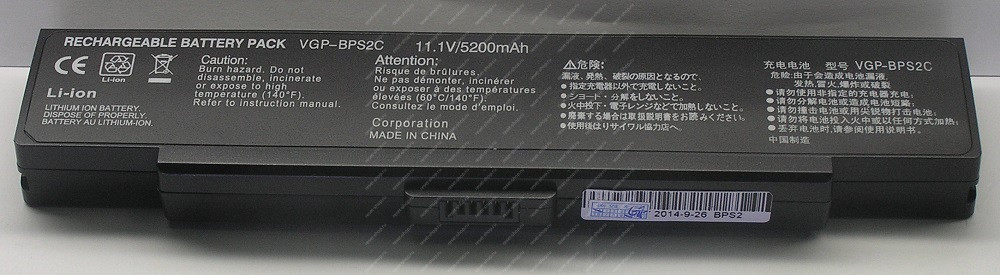 RECHARGEABLE BATTERY PACK VGP-BPS2C 11.1V/5200mAh
CE
Li-ion
Li-ion
LITHIUM ION BATTERY.
DISPOSE OF PROPERLY.
BATTERY AU LITHIUM-ION.
Caution:
Burn hazard. Do not
disassemble, incinerate
or expose to high
temperature (140°F).
Refer to instruction manual.
Attention:
Risque de brûlures.
Ne pas démonter, incinérer
ou exposer à des températures
élevées (60°C/140°F).
Consultez le mode d'emploi.
Corporation
MADE IN CHINA
⚠危険:
漏液、発熱、破裂の原因となるので、
●指定充電器以外で充電しないこと。
●ショート・分解をしないこと。
●火中投下・電子レンジなどで加熱しないこと。
●廃棄する場合は取扱説明書をお読みください。
●使用後はリサイクル協力店へ。
充电电池 型号 VGP-BPS2C
危险:由于会造成电池漏液,
发热,冒火,爆炸或破裂
●请勿使用非指定的充电器充电;
●请勿分解电池或造成电池短路;
●请勿撞击电池或用尖锐物打击电池;
●请勿将电池投入火中或以任何方式加热;
●丢弃电池时,请参阅使用说明书.
中国制造
2014-9-26 BPS2